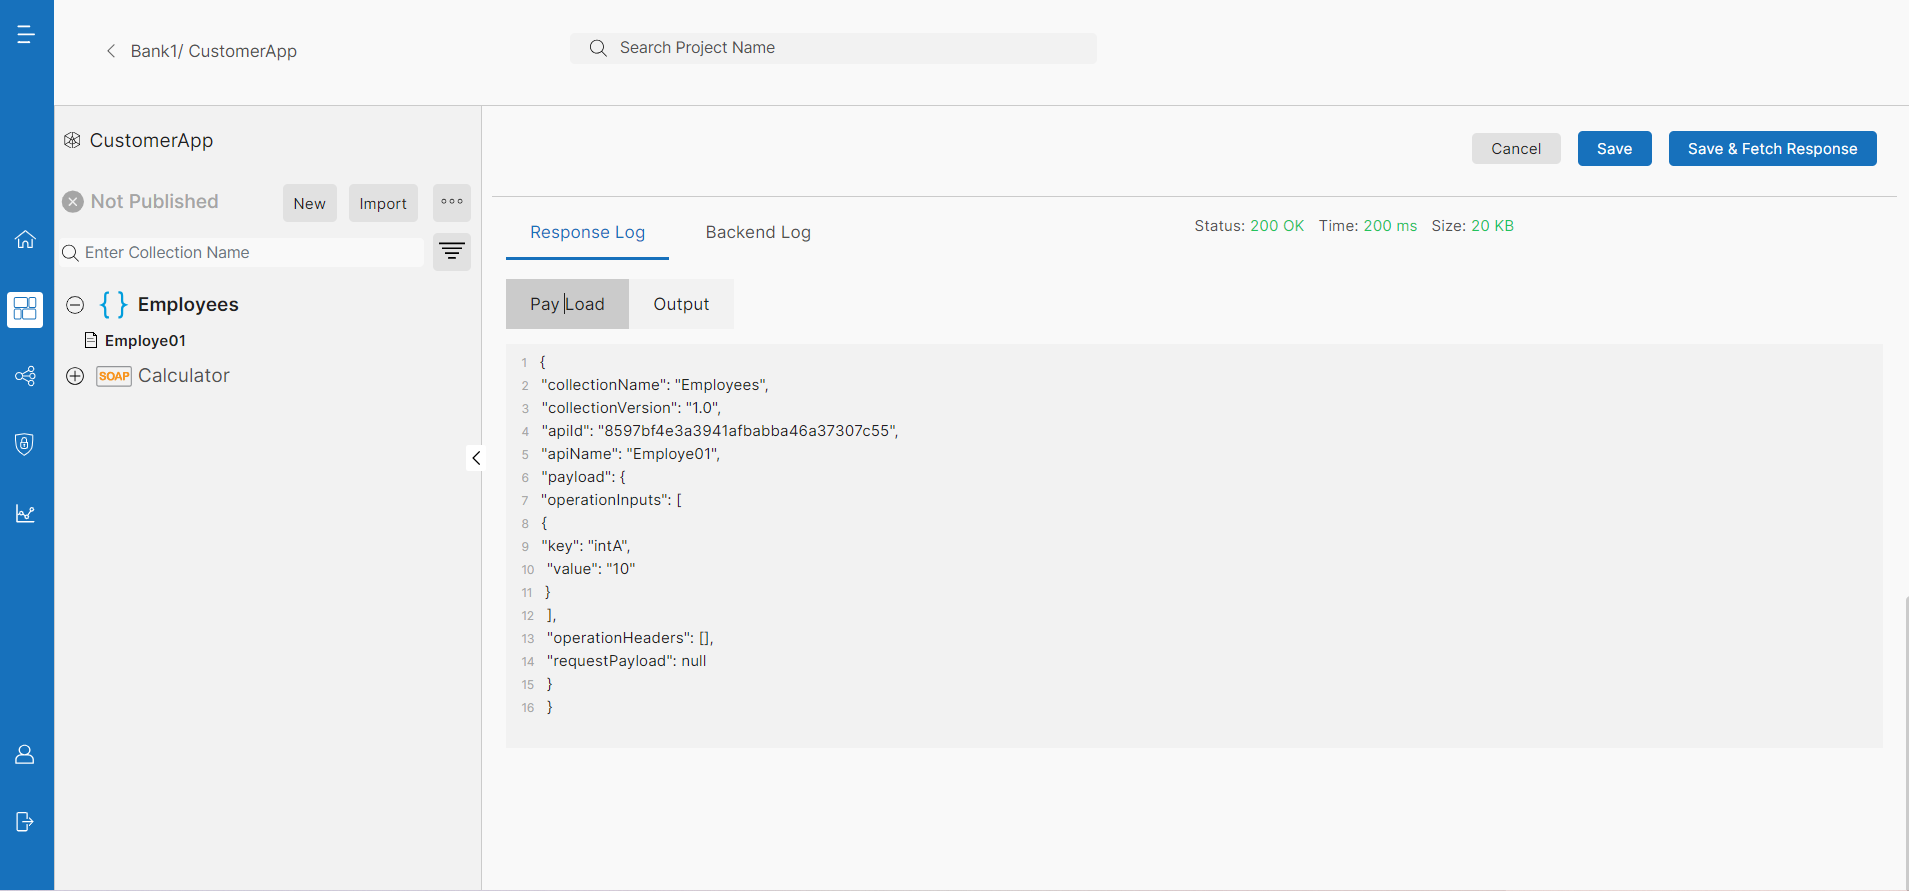 Bank1/ CustomerApp
Search Project Name
CustomerApp
Not Published
New
Import
Enter Collection Name
Employees
Employe01
SOAP Calculator
Cancel
Save
Save & Fetch Response
Response Log
Backend Log
Status: 200 OK Time: 200 ms Size: 20 KB
Pay Load
Output
1 {
2 "collectionName": "Employees",
3 "collectionVersion": "1.0",
4 "apiId": "8597bf4e3a3941afbabba46a37307c55",
5 "apiName": "Employe01",
6 "payload": {
7 "operationInputs": [
8 {
9 "key": "intA",
10 "value": "10"
11 }
12 ],
13 "operationHeaders": [],
14 "requestPayload": null
15 }
16 }